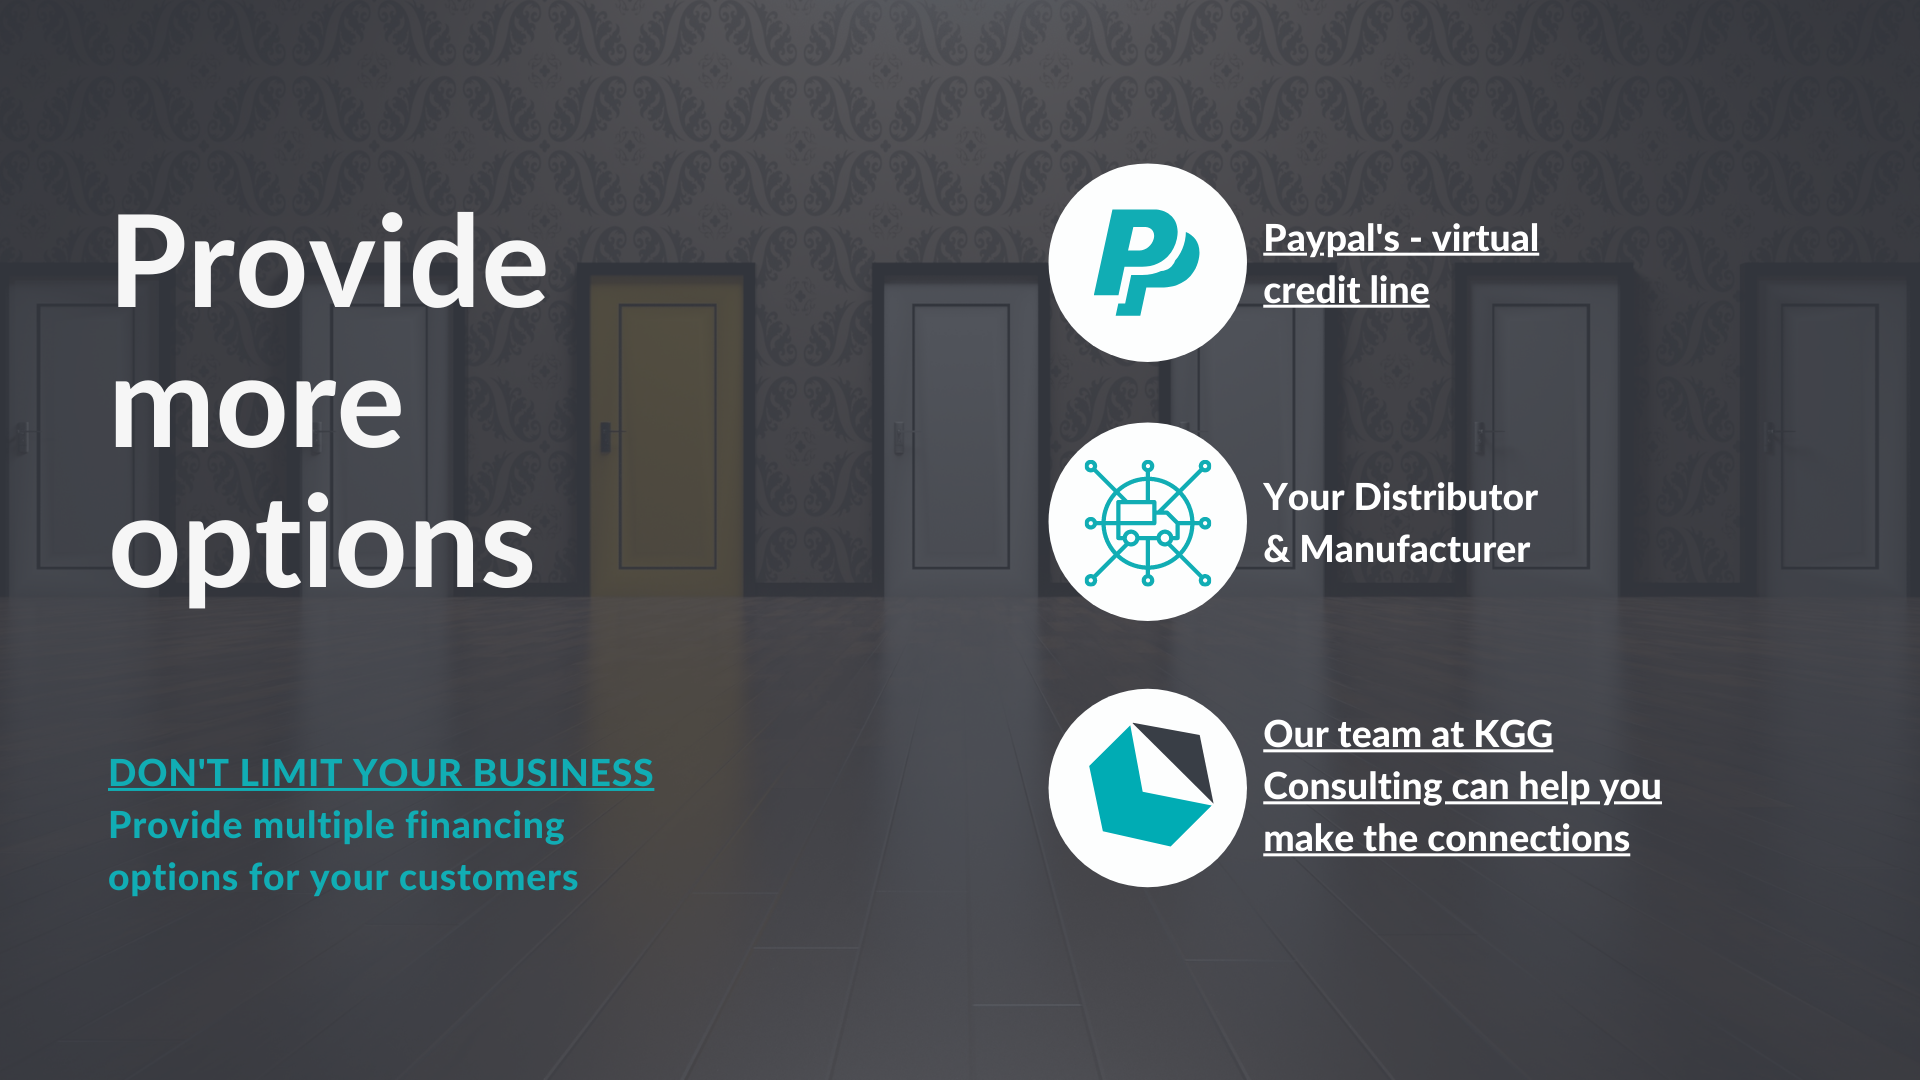 Provide
more
options
DON'T LIMIT YOUR BUSINESS
Provide multiple financing
options for your customers
Paypal's - virtual
credit line
Your Distributor
& Manufacturer
Our team at KGG
Consulting can help you
make the connections